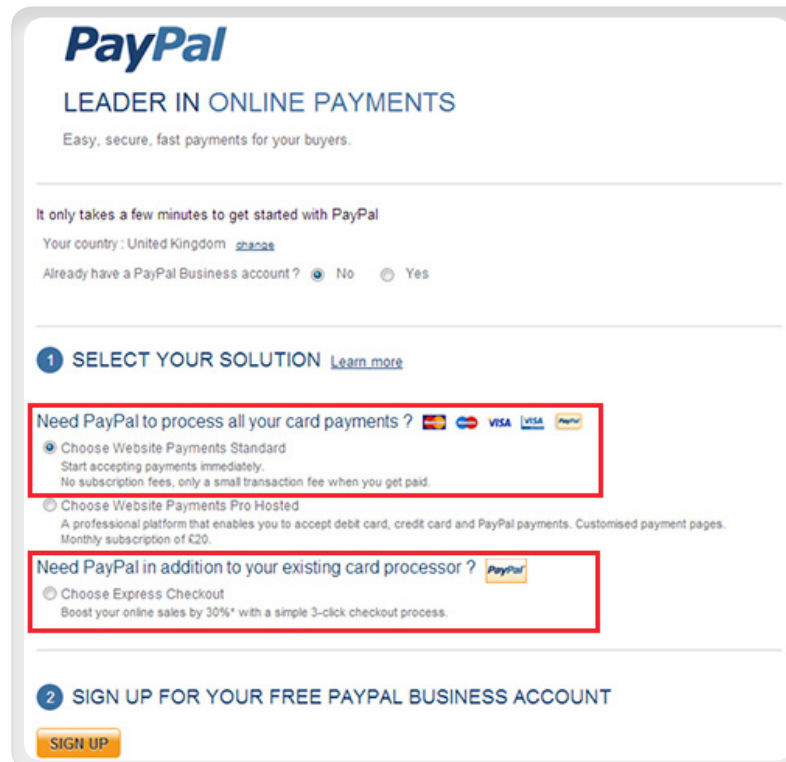 PayPal
LEADER IN ONLINE PAYMENTS
Easy, secure, fast payments for your buyers.
It only takes a few minutes to get started with PayPal
Your country : United Kingdom change
Already have a PayPal Business account ? No Yes
1 SELECT YOUR SOLUTION Learn more
Need PayPal to process all your card payments ? VISA VISA PayPal
Choose Website Payments Standard
Start accepting payments immediately.
No subscription fees, only a small transaction fee when you get paid.
Choose Website Payments Pro Hosted
A professional platform that enables you to accept debit card, credit card and PayPal payments. Customised payment pages.
Monthly subscription of £20.
Need PayPal in addition to your existing card processor ? PayPal
Choose Express Checkout
Boost your online sales by 30%* with a simple 3-click checkout process.
2 SIGN UP FOR YOUR FREE PAYPAL BUSINESS ACCOUNT
SIGN UP